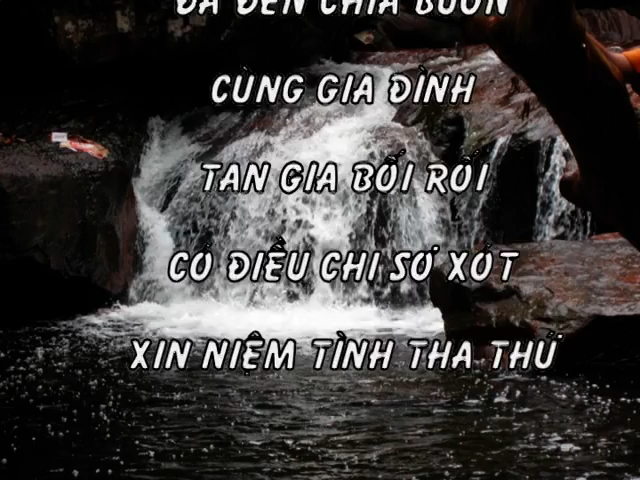 ĐÃ ĐẾN CHIA BUỒN
CÙNG GIA ĐÌNH
TAN GIA BỐI RỐI
CÓ ĐIỀU CHI SƠ XÓT
XIN NIỆM TÌNH THA THỨ